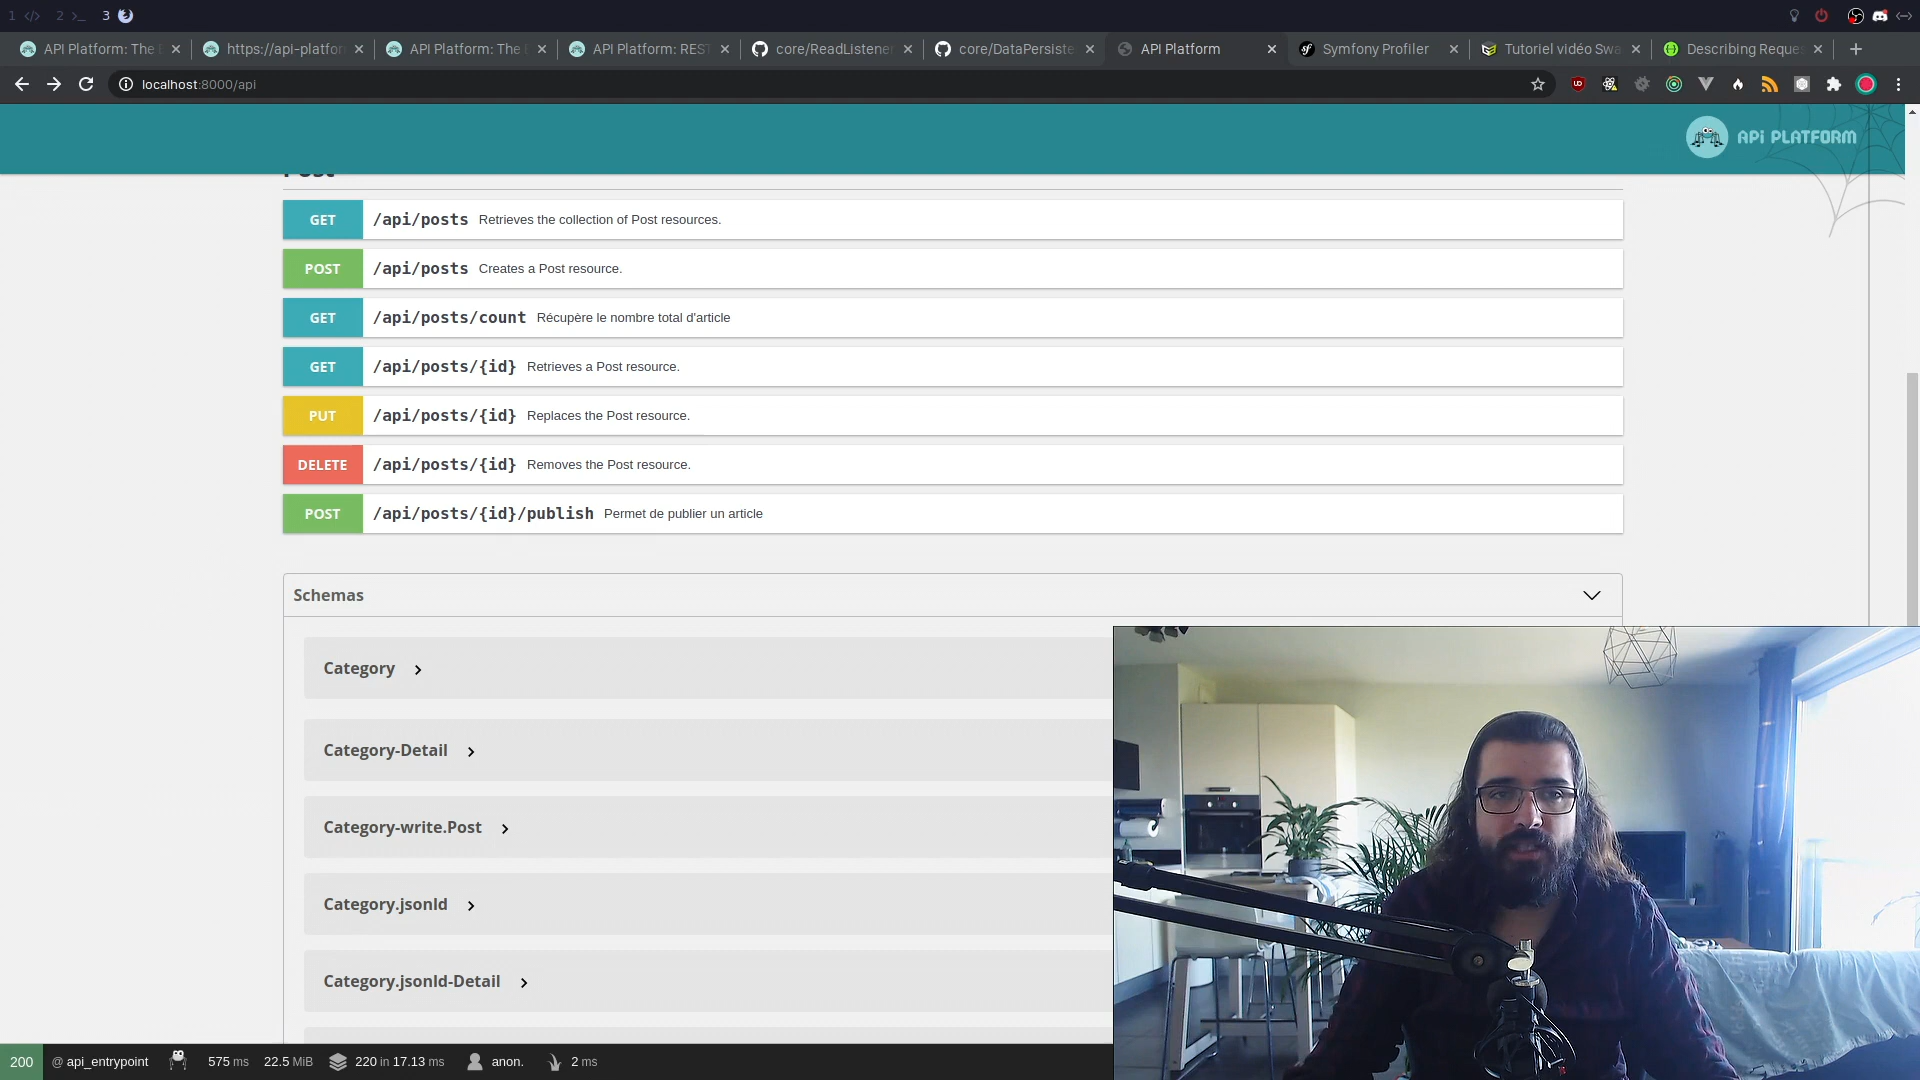 1 2 3
API Platform: The
https://api-platfor
API Platform: The
API Platform: REST
core/ReadListener
core/DataPersiste
API Platform
Symfony Profiler
Tutoriel vidéo Swa
Describing Reque
localhost:8000/api
API PLATFORM
Post
GET /api/posts Retrieves the collection of Post resources.
POST /api/posts Creates a Post resource.
GET /api/posts/count Récupère le nombre total d'article
GET /api/posts/{id} Retrieves a Post resource.
PUT /api/posts/{id} Replaces the Post resource.
DELETE /api/posts/{id} Removes the Post resource.
POST /api/posts/{id}/publish Permet de publier un article
Schemas
Category
Category-Detail
Category-write.Post
Category.jsonld
Category.jsonld-Detail
200 @ api_entrypoint 575 ms 22.5 MiB 220 in 17.13 ms anon. 2 ms